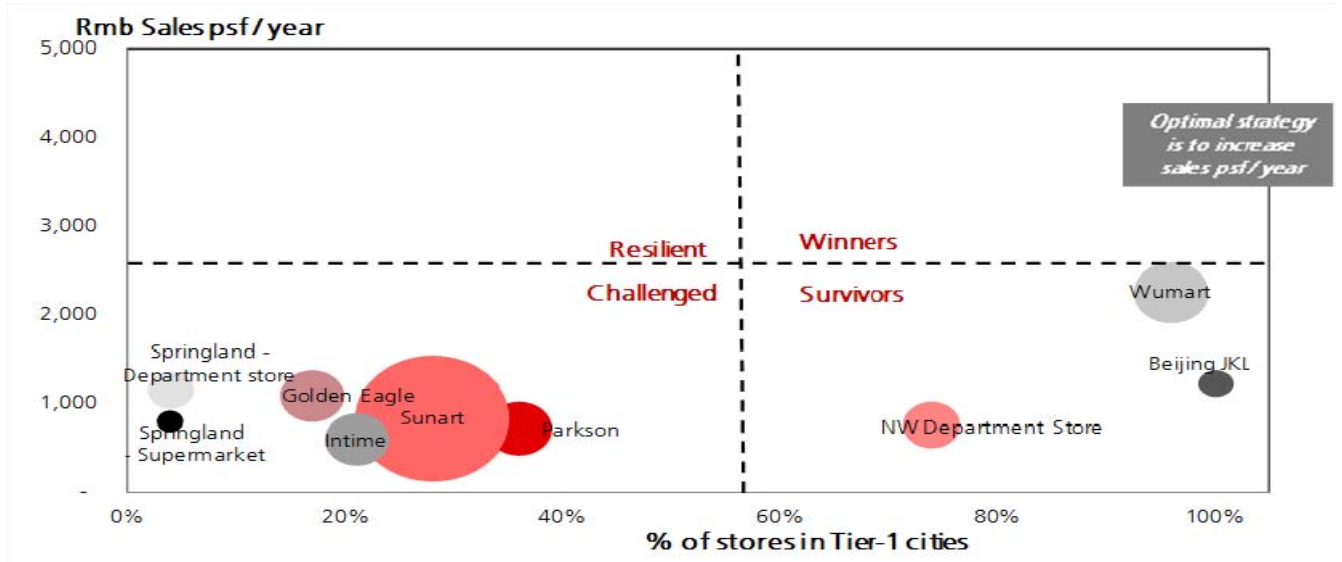 Rmb Sales psf / year
5,000
4,000
3,000
2,000
1,000
-
Optimal strategy
is to increase
sales psf / year
Resilient
Winners
Challenged
Survivors
Wumart
Springland -
Department store
Beijing JKL
Golden Eagle
Sunart
Parkson
NW Department Store
Intime
Springland
- Supermarket
0%
20%
40%
60%
80%
100%
% of stores in Tier-1 cities